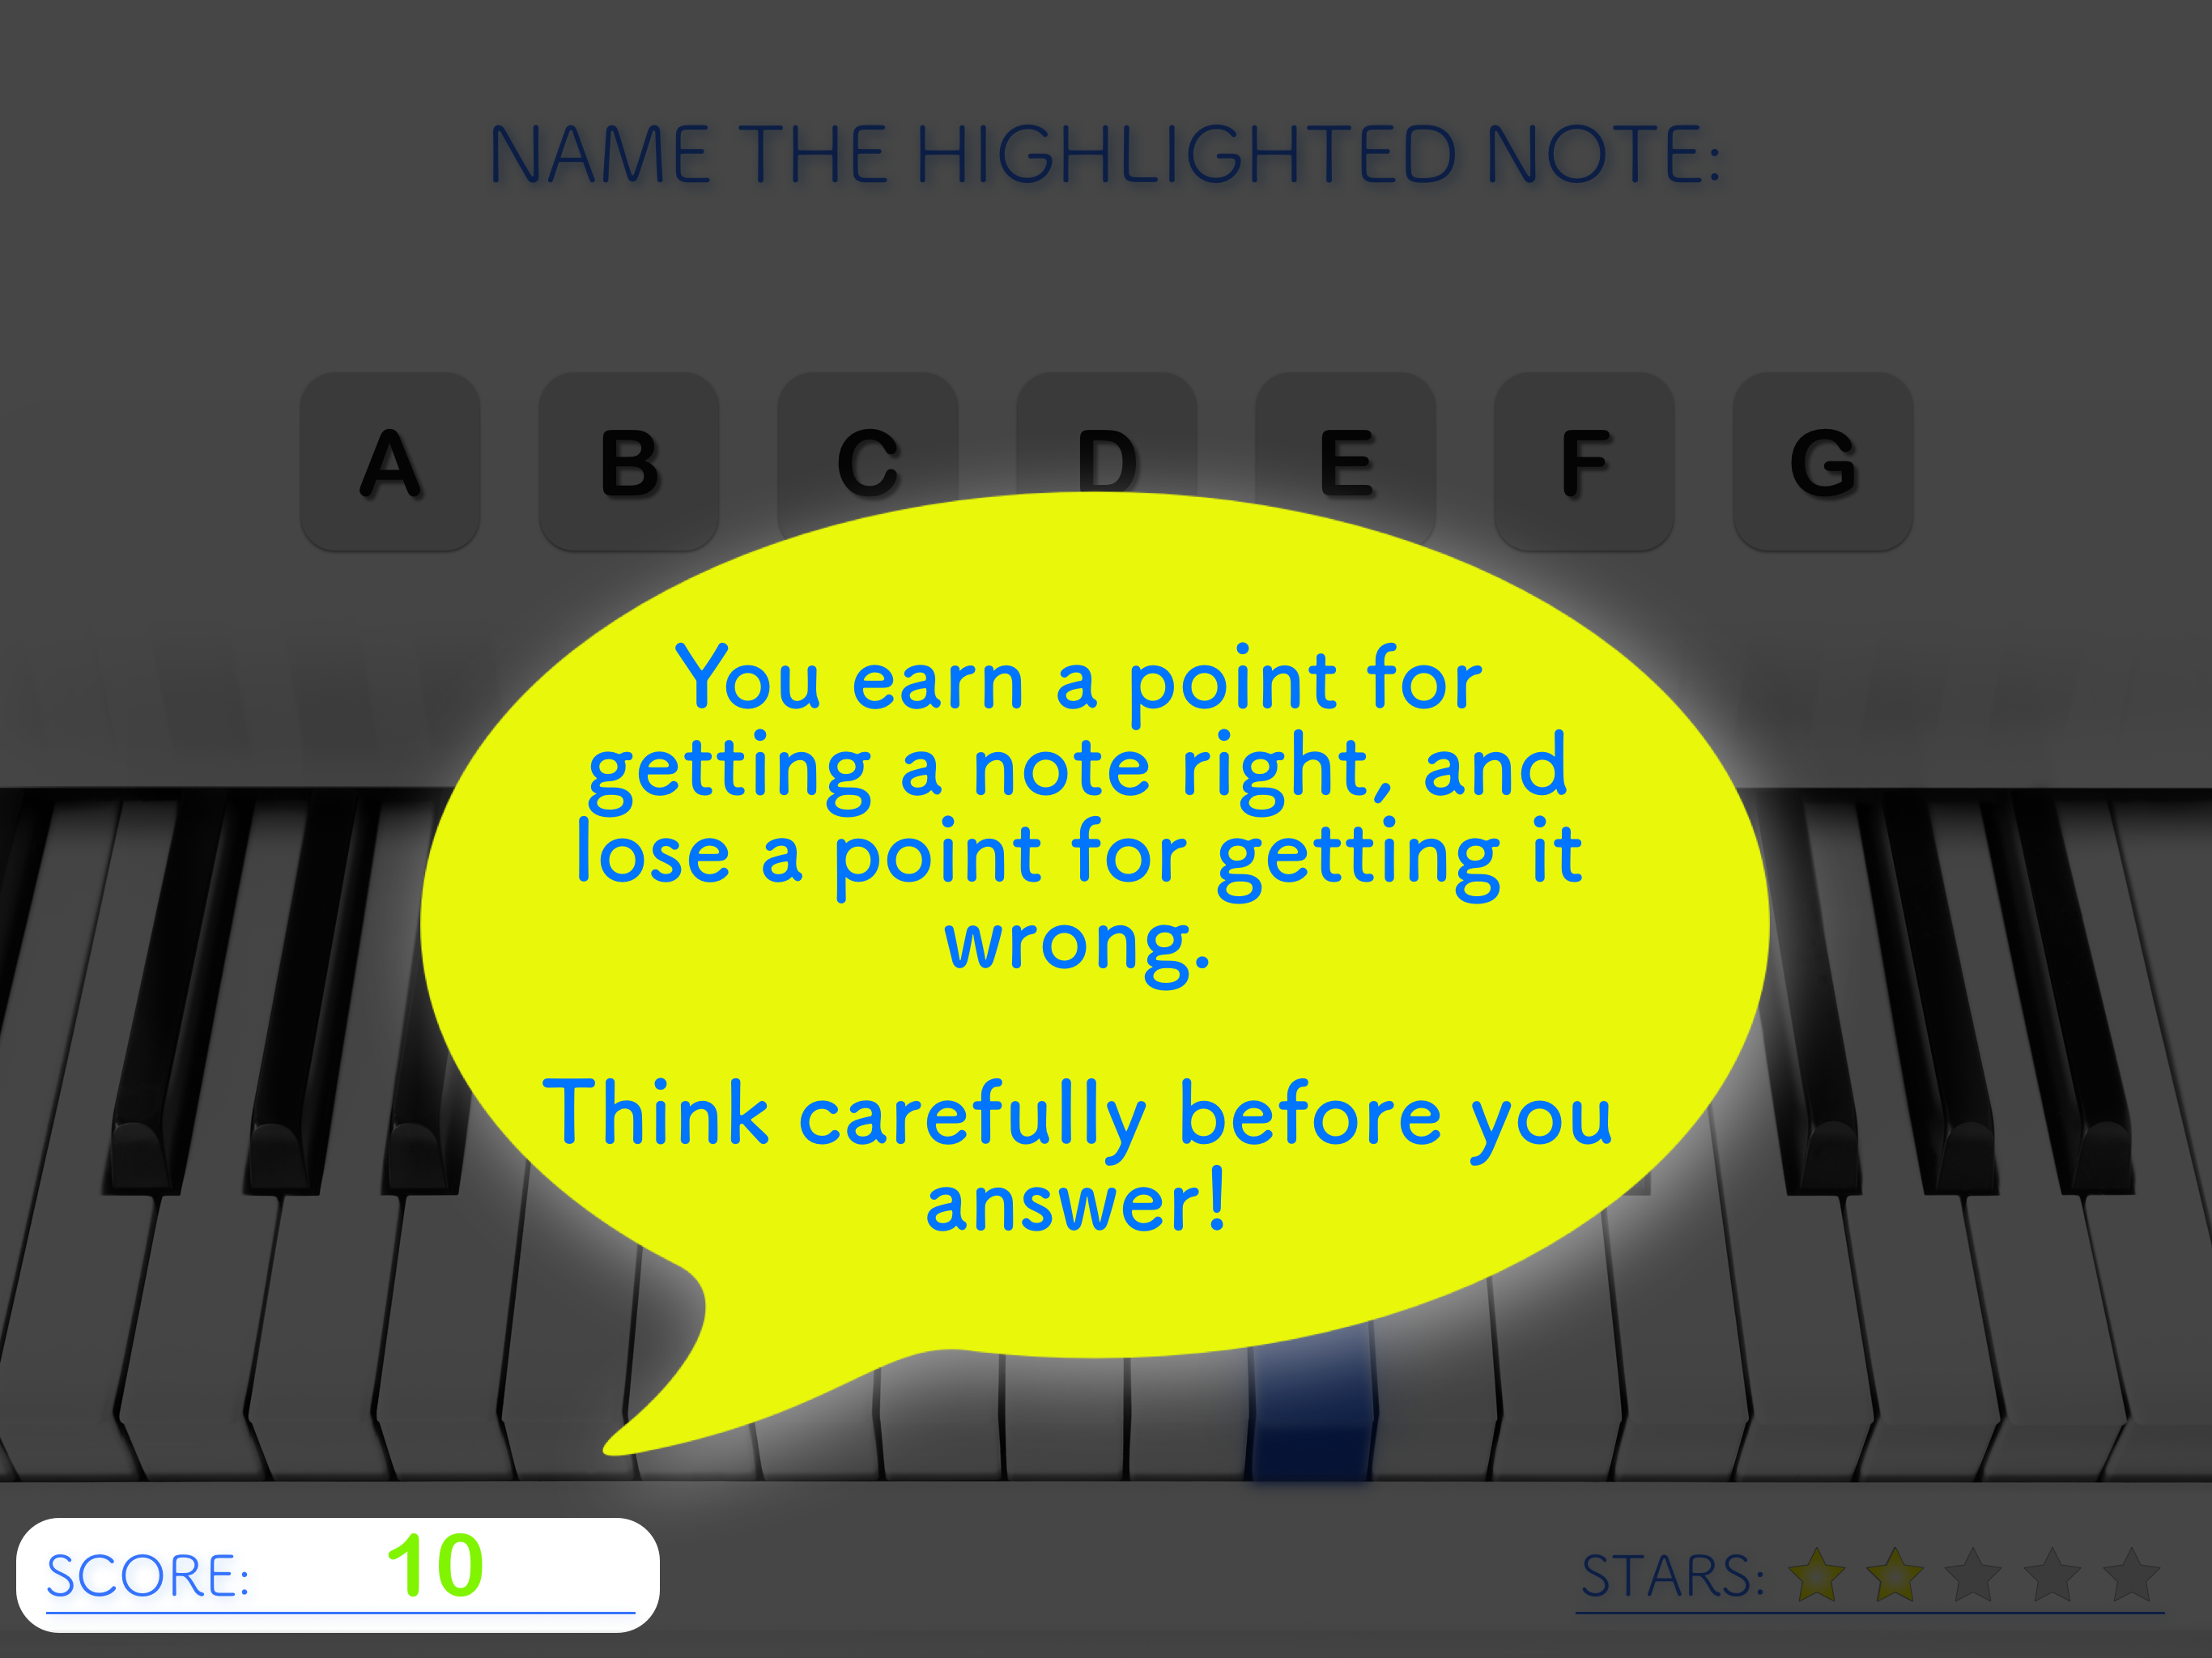 NAME THE HIGHLIGHTED NOTE:
A B C D E F G
You earn a point for
getting a note right, and
lose a point for getting it
wrong.
Think carefully before you
answer!
SCORE: 10
STARS: